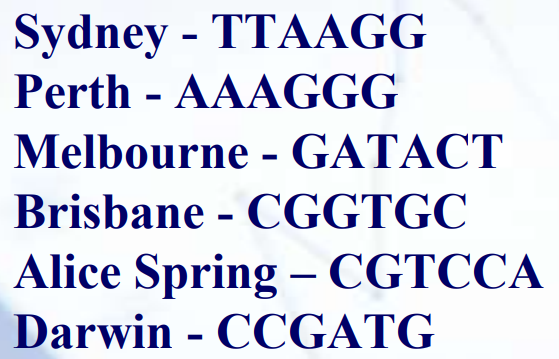 Sydney - TTAAGG
Perth - AAAGGG
Melbourne - GATACT
Brisbane - CGGTGC
Alice Spring – CGTCCA
Darwin - CCGATG